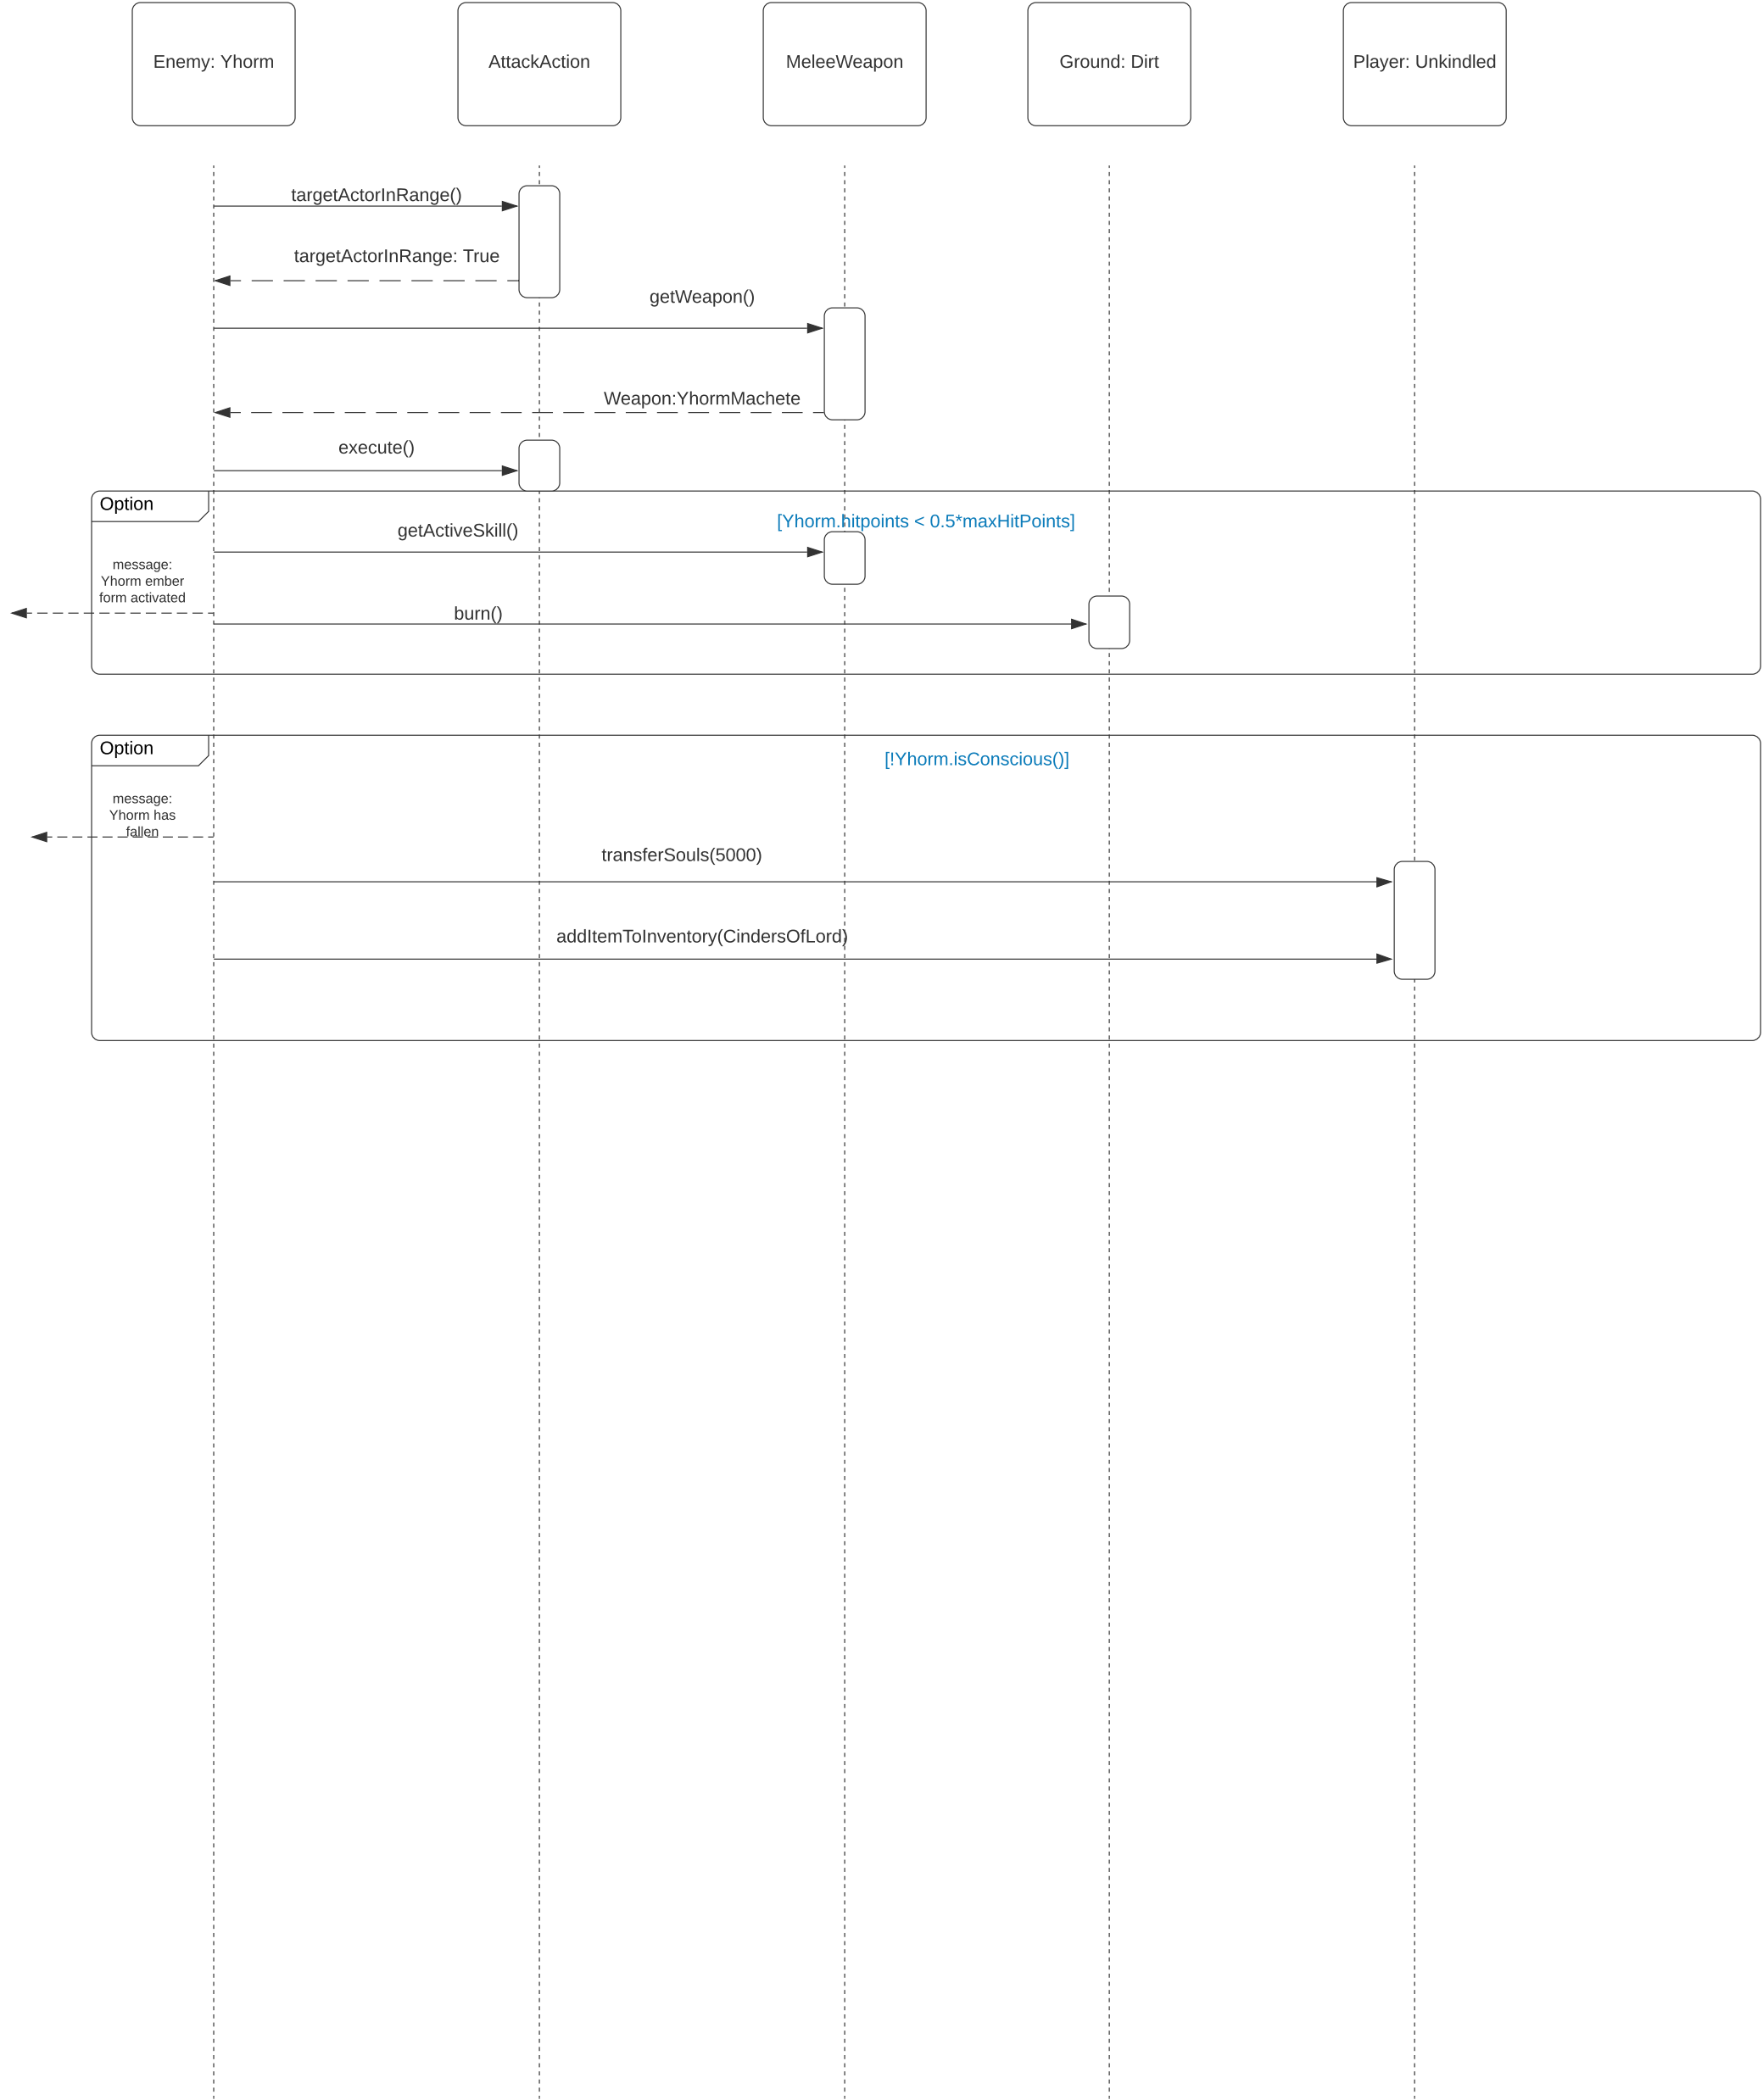 Enemy: Yhorm
AttackAction
MeleeWeapon
Ground: Dirt
Player: Unkindled
targetActorInRange()
targetActorInRange: True
getWeapon()
Weapon:YhormMachete
execute()
Option
[Yhorm.hitpoints < 0.5*maxHitPoints]
getActiveSkill()
message:
Yhorm ember
form activated
burn()
Option
[!Yhorm.isConscious()]
message:
Yhorm has
fallen
transferSouls(5000)
addItemToInventory(CindersOfLord)